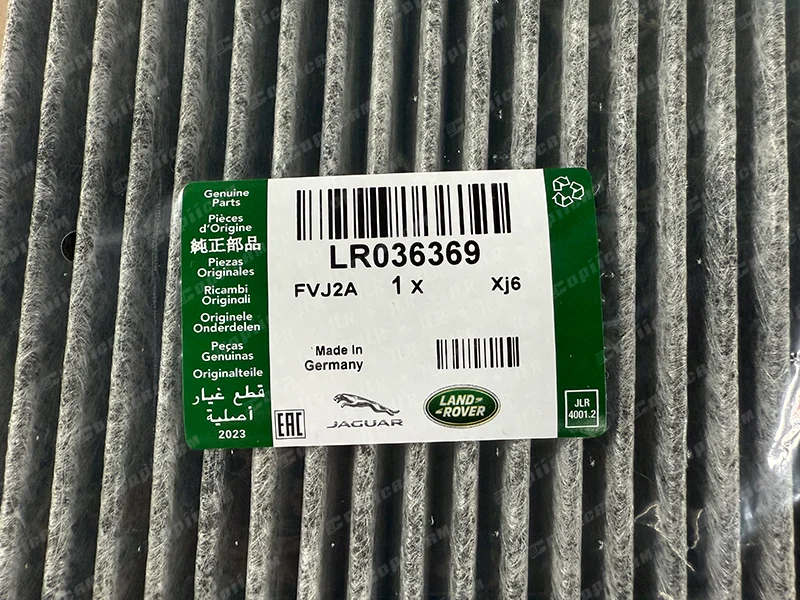 Genuine
Parts
Pièces
d'Origine
純正部品
Piezas
Originales
Ricambi
Originali
Originele
Onderdelen
Peças
Genuinas
Originalteile
قطع غيار
أصلية
2023
LR036369
FVJ2A 1 X Xj6
Made In
Germany
EAC
JAGUAR
LAND
ROVER
JLR
4001.2